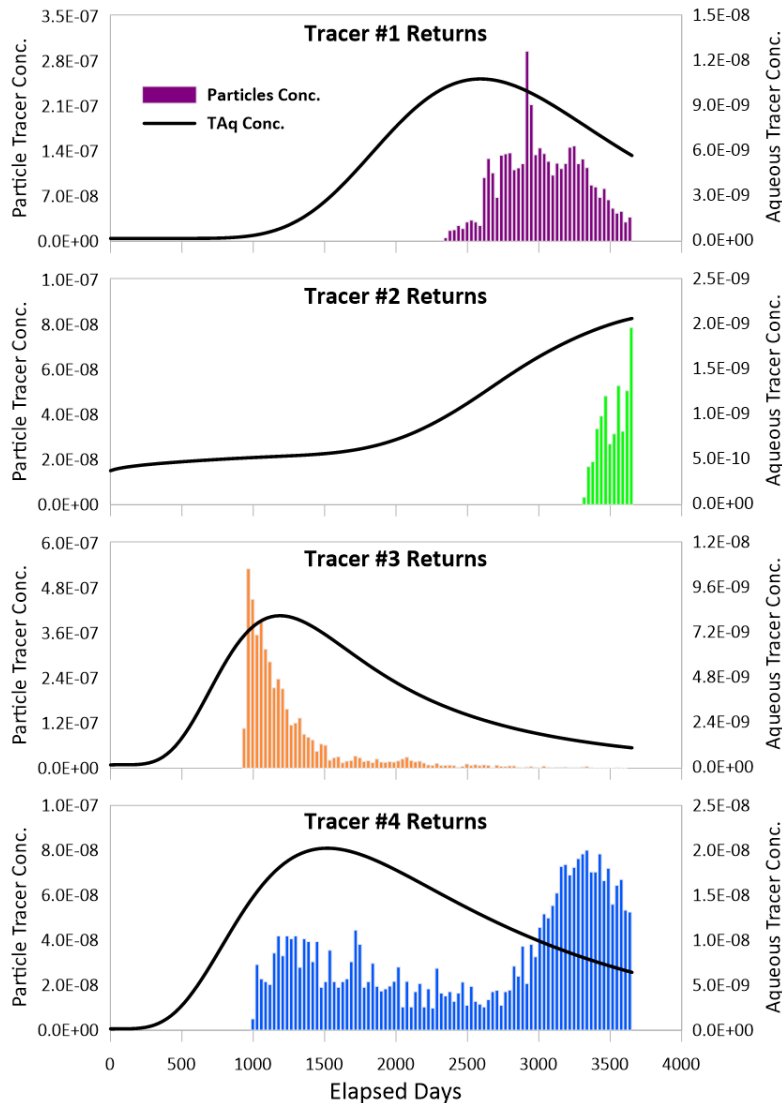 Tracer #1 Returns
Particle Tracer Conc.
3.5E-07
2.8E-07
2.1E-07
1.4E-07
7.0E-08
0.0E+00
Particles Conc.
TAq Conc.
1.5E-08
1.2E-08
9.0E-09
6.0E-09
3.0E-09
0.0E+00
Aqueous Tracer Conc.
Tracer #2 Returns
Particle Tracer Conc.
1.0E-07
8.0E-08
6.0E-08
4.0E-08
2.0E-08
0.0E+00
2.5E-09
2.0E-09
1.5E-09
1.0E-09
5.0E-10
0.0E+00
Aqueous Tracer Conc.
Tracer #3 Returns
Particle Tracer Conc.
6.0E-07
4.8E-07
3.6E-07
2.4E-07
1.2E-07
0.0E+00
1.2E-08
9.6E-09
7.2E-09
4.8E-09
2.4E-09
0.0E+00
Aqueous Tracer Conc.
Tracer #4 Returns
Particle Tracer Conc.
1.0E-07
8.0E-08
6.0E-08
4.0E-08
2.0E-08
0.0E+00
2.5E-08
2.0E-08
1.5E-08
1.0E-08
5.0E-09
0.0E+00
Aqueous Tracer Conc.
0 500 1000 1500 2000 2500 3000 3500 4000
Elapsed Days